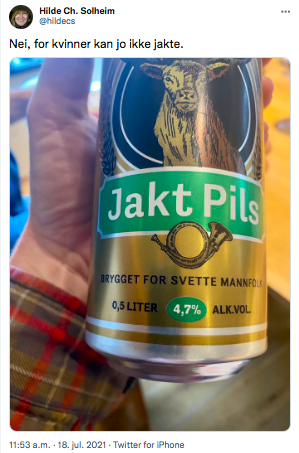 Hilde Ch. Solheim
@hildecs
Nei, for kvinner kan jo ikke jakte.
Jakt Pils
BRYGGET FOR SVETTE MANNFOLK
0,5 LITER 4,7% ALK.VOL.
11:53 a.m. · 18. jul. 2021 · Twitter for iPhone